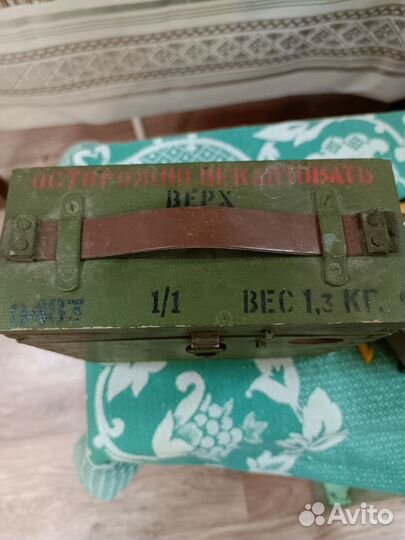 ОСТОРОЖНО НЕ КАНТОВАТЬ
ВЕРХ
1/1 ВЕС 1,3 КГ.
Avito